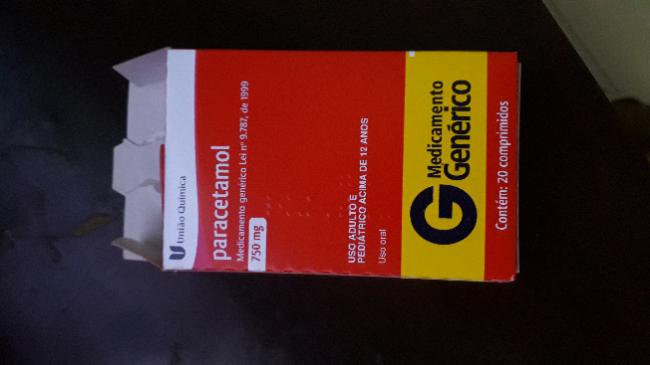 União Química
paracetamol
Medicamento genérico Lei nº 9.787, de 1999
750 mg
USO ADULTO E
PEDIÁTRICO ACIMA DE 12 ANOS
Uso oral
G Medicamento
Genérico
Contém: 20 comprimidos